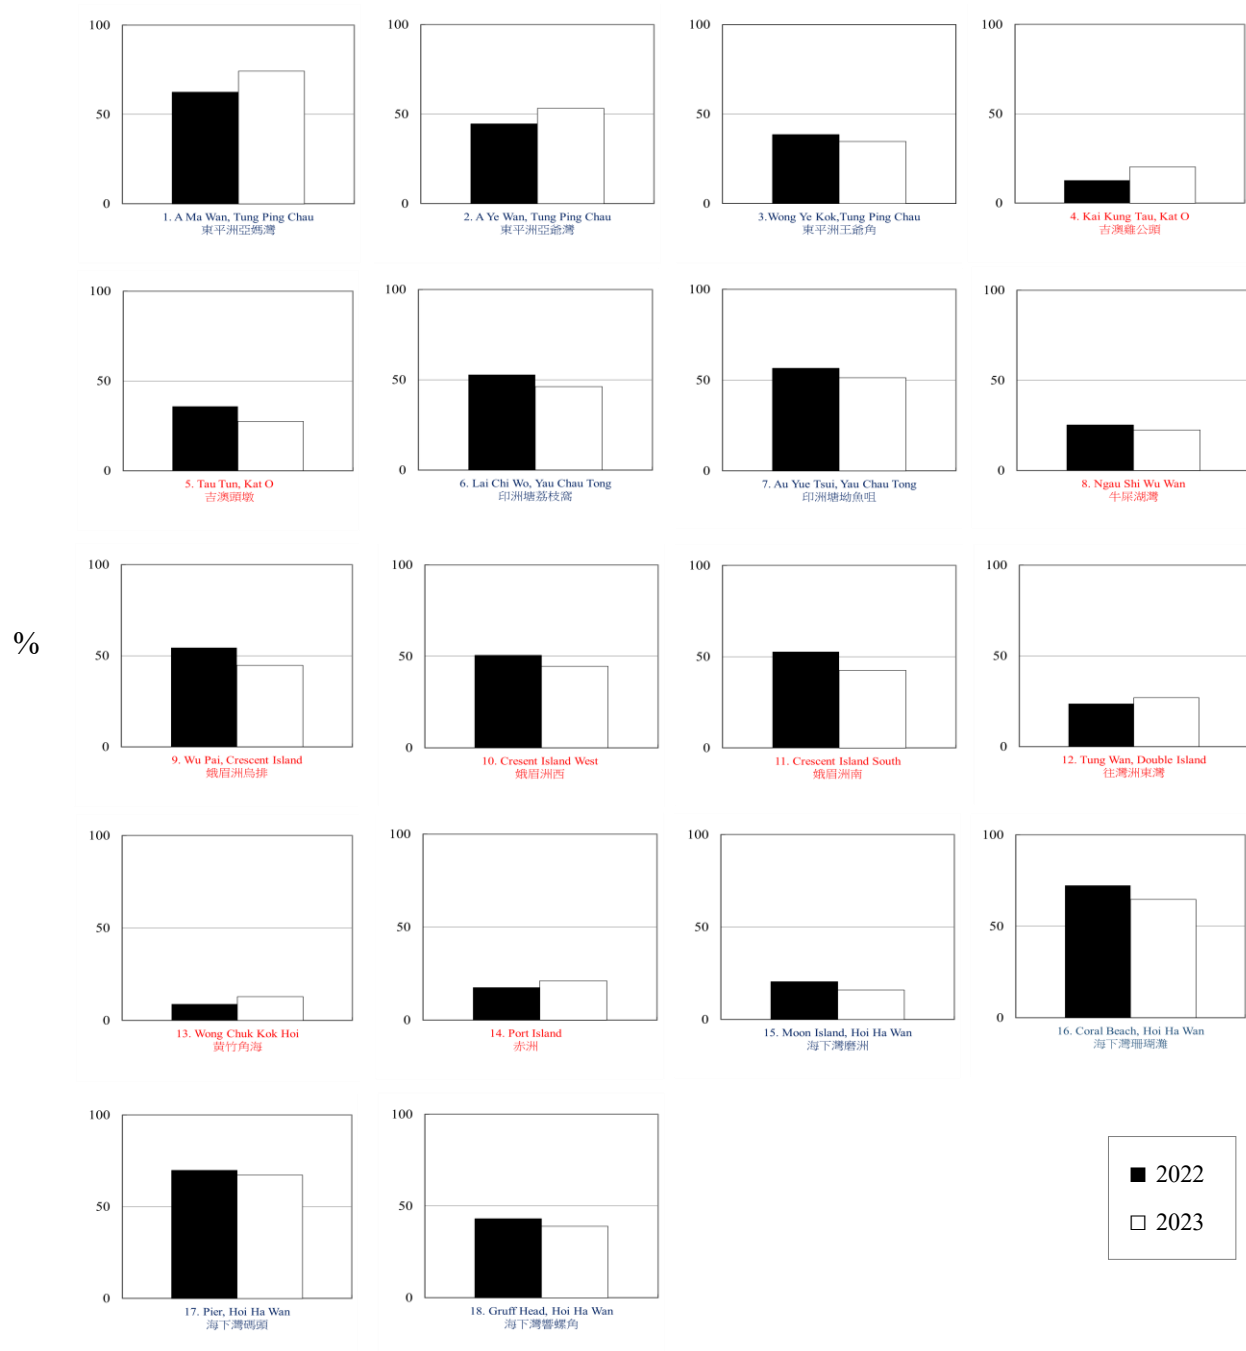 100
50
0
1. A Ma Wan, Tung Ping Chau
東平洲亞媽灣
100
50
0
2. A Ye Wan, Tung Ping Chau
東平洲亞爺灣
100
50
0
3.Wong Ye Kok,Tung Ping Chau
東平洲王爺角
100
50
0
4. Kai Kung Tau, Kat O
吉澳雞公頭
100
50
0
5. Tau Tun, Kat O
吉澳頭墩
100
50
0
6. Lai Chi Wo, Yau Chau Tong
印洲塘荔枝窩
100
50
0
7. Au Yue Tsui, Yau Chau Tong
印洲塘坳魚咀
100
50
0
8. Ngau Shi Wu Wan
牛屎湖灣
%
100
50
0
9. Wu Pai, Crescent Island
娥眉洲烏排
100
50
0
10. Cresent Island West
娥眉洲西
100
50
0
11. Crescent Island South
娥眉洲南
100
50
0
12. Tung Wan, Double Island
往灣洲東灣
100
50
0
13. Wong Chuk Kok Hoi
黄竹角海
100
50
0
14. Port Island
赤洲
100
50
0
15. Moon Island, Hoi Ha Wan
海下灣磨洲
100
50
0
16. Coral Beach, Hoi Ha Wan
海下灣珊瑚灘
100
50
0
17. Pier, Hoi Ha Wan
海下灣碼頭
100
50
0
18. Gruff Head, Hoi Ha Wan
海下灣響螺角
2022
2023